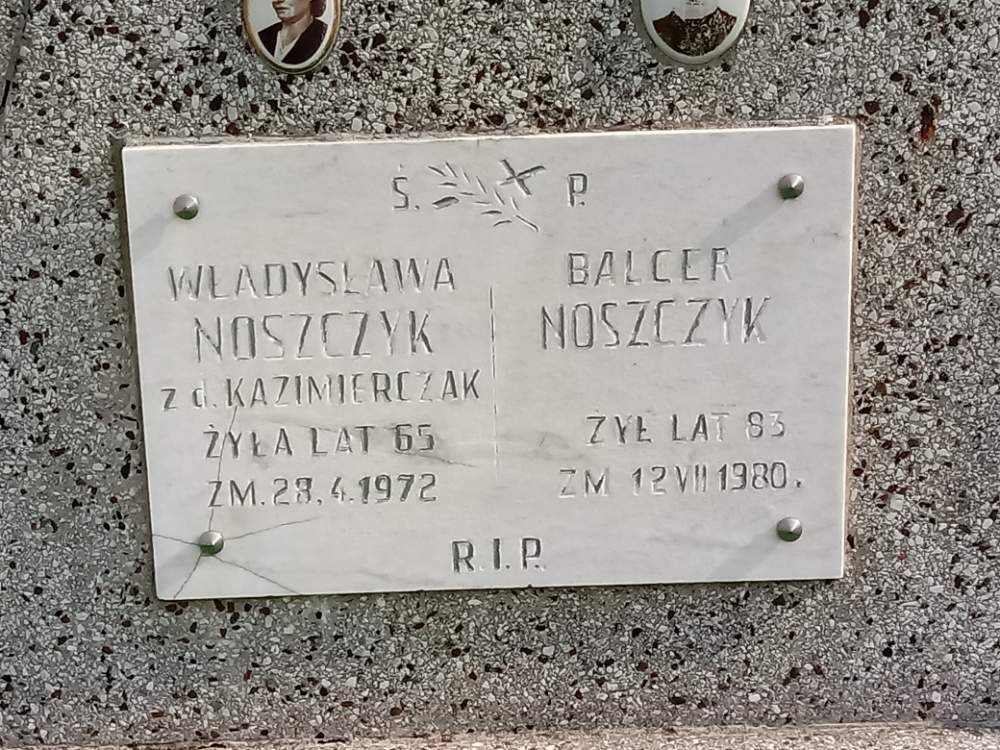 Ś. P.
WŁADYSŁAWA
NOSZCZYK
z d. KAZIMIERCZAK
ŻYŁA LAT 65
ZM. 28.4.1972
BALCER
NOSZCZYK
ŻYŁ LAT 83
ZM 12 VII 1980.
R.I.P.